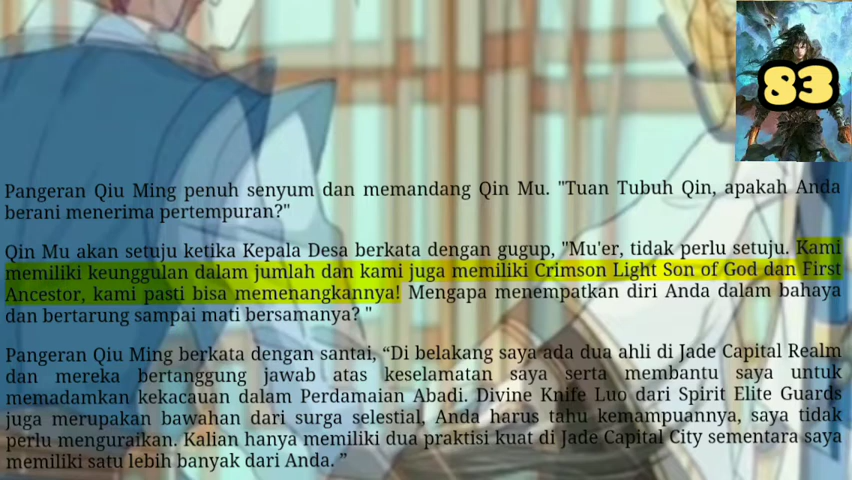 83
Pangeran Qiu Ming penuh senyum dan memandang Qin Mu. "Tuan Tubuh Qin, apakah Anda
berani menerima pertempuran?"
Qin Mu akan setuju ketika Kepala Desa berkata dengan gugup, "Mu'er, tidak perlu setuju. Kami
memiliki keunggulan dalam jumlah dan kami juga memiliki Crimson Light Son of God dan First
Ancestor, kami pasti bisa memenangkannya! Mengapa menempatkan diri Anda dalam bahaya
dan bertarung sampai mati bersamanya? "
Pangeran Qiu Ming berkata dengan santai, “Di belakang saya ada dua ahli di Jade Capital Realm
dan mereka bertanggung jawab atas keselamatan saya serta membantu saya untuk
memadamkan kekacauan dalam Perdamaian Abadi. Divine Knife Luo dari Spirit Elite Guards
juga merupakan bawahan dari surga selestial, Anda harus tahu kemampuannya, saya tidak
perlu menguraikan. Kalian hanya memiliki dua praktisi kuat di Jade Capital City sementara saya
memiliki satu lebih banyak dari Anda. ”